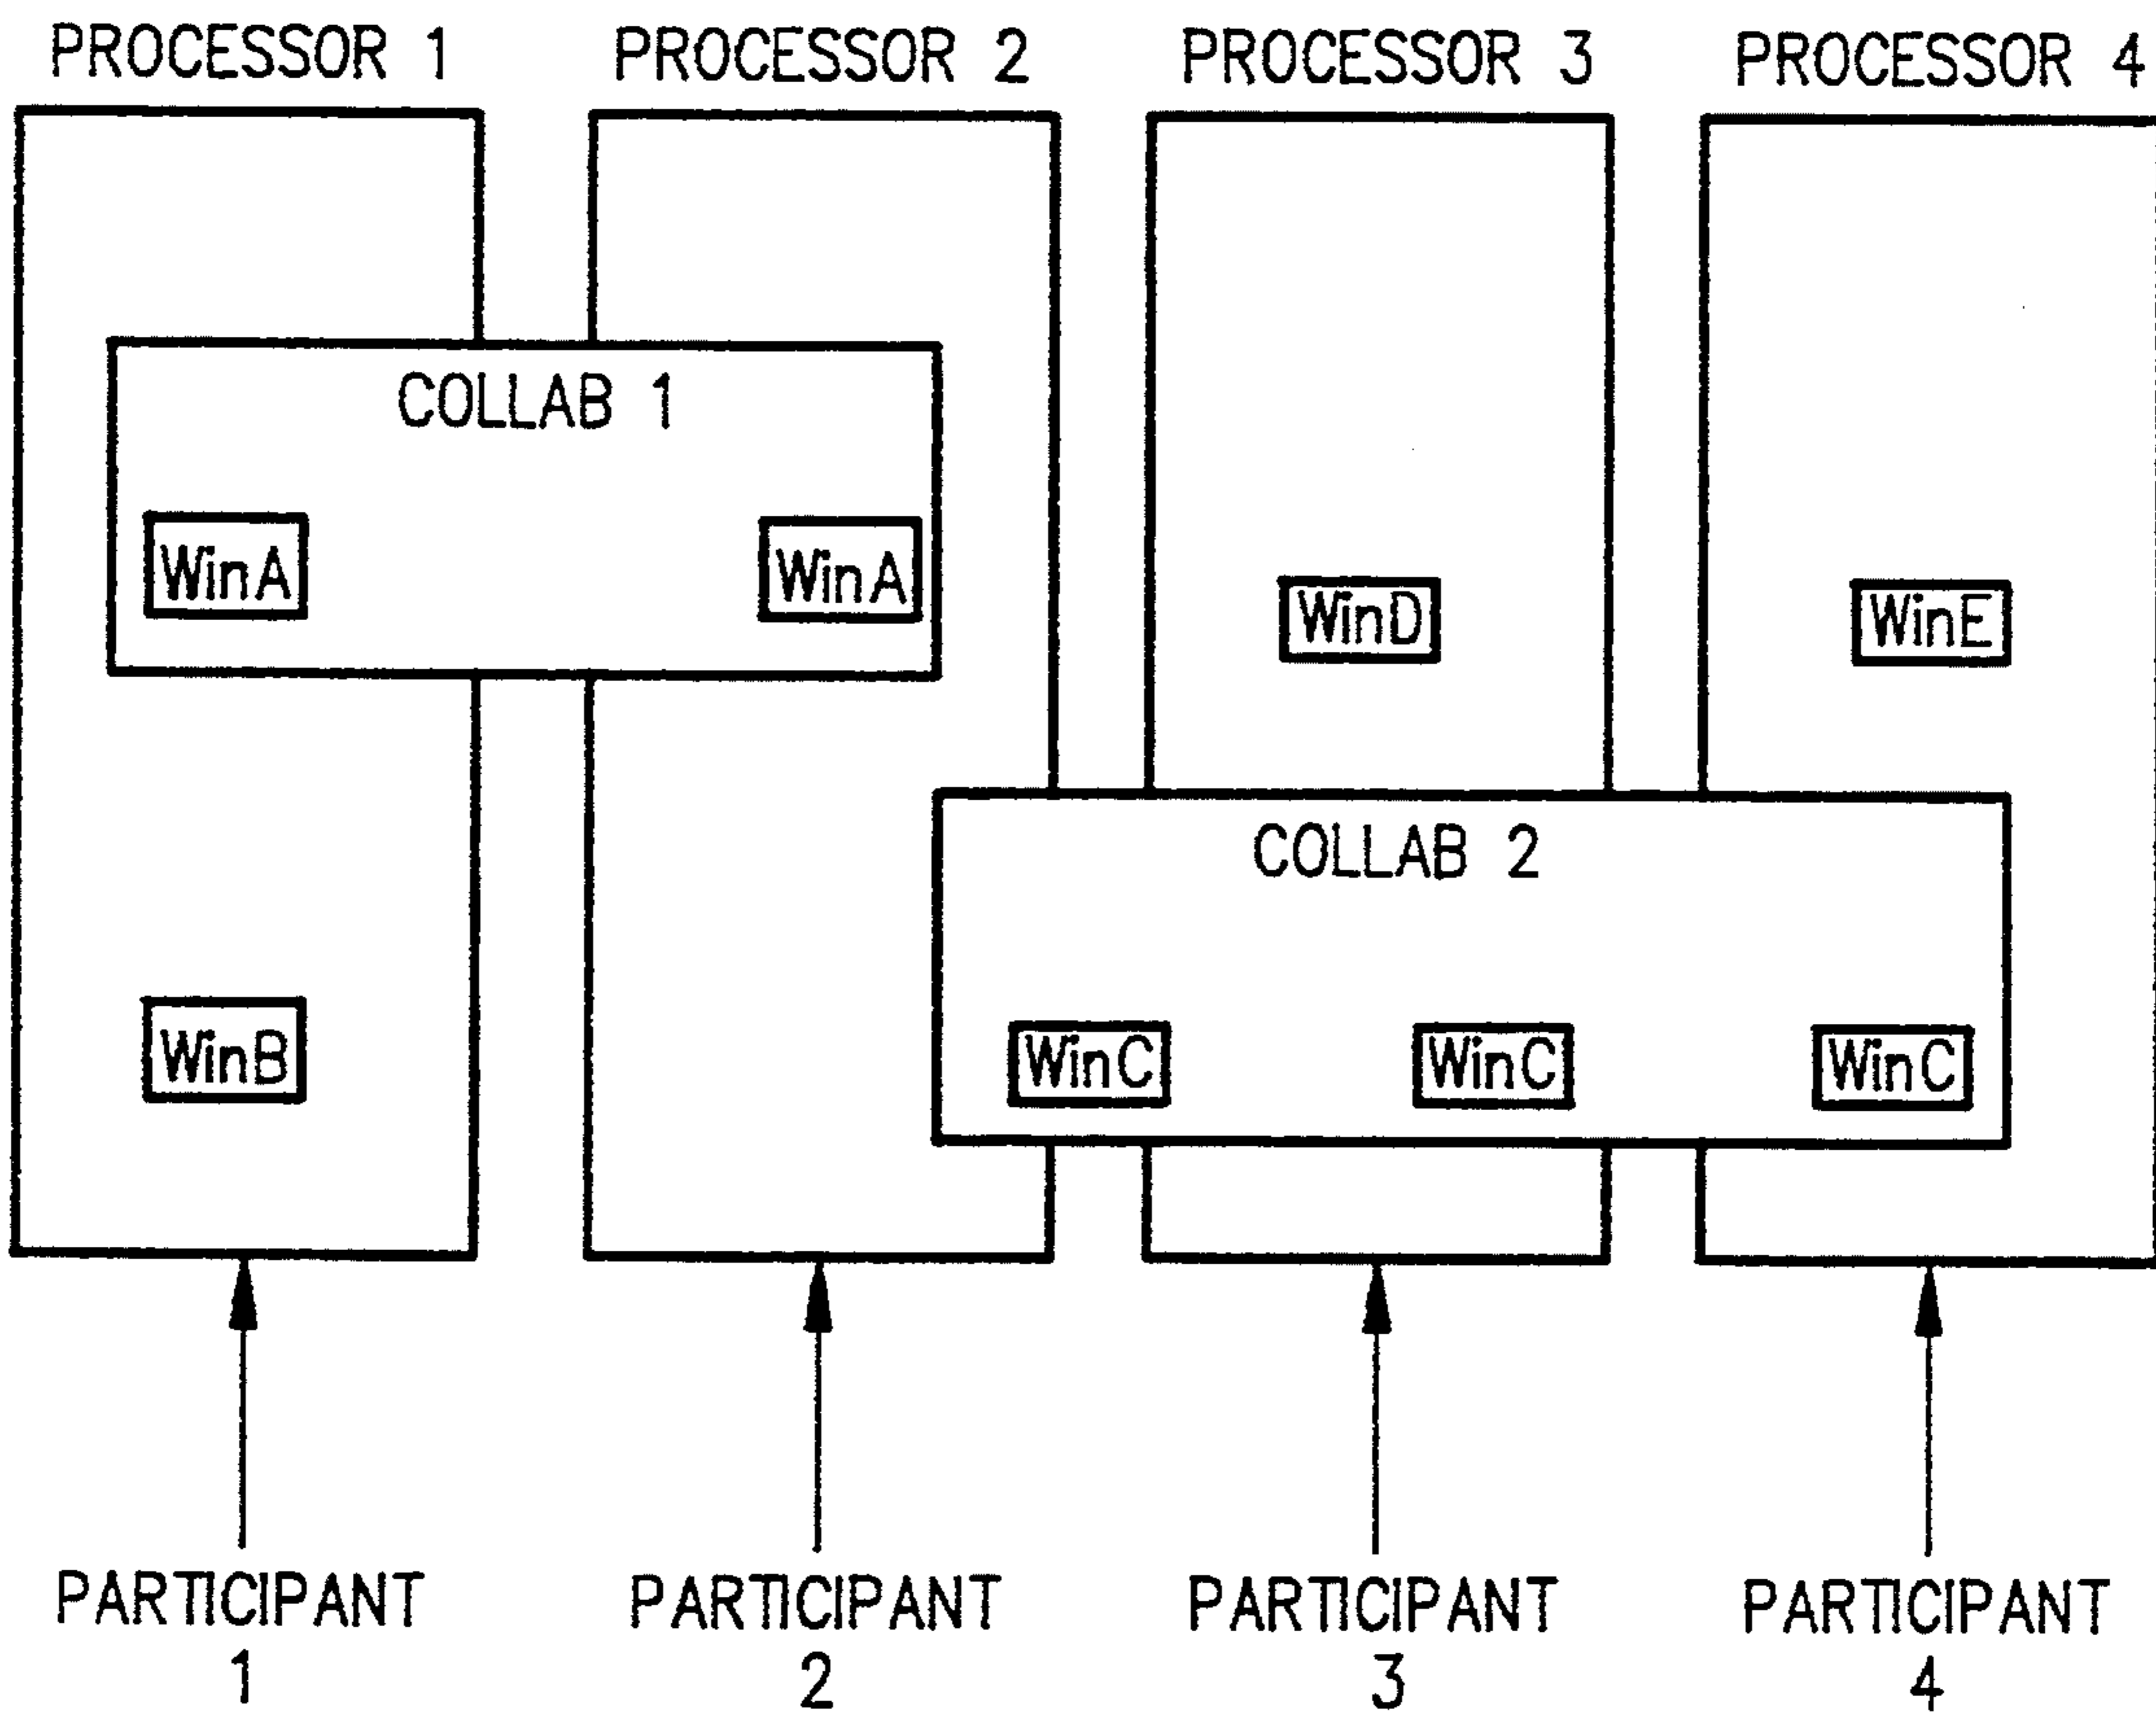 PROCESSOR 1
PROCESSOR 2
PROCESSOR 3
PROCESSOR 4
COLLAB 1
WinA
WinA
WinD
WinE
COLLAB 2
WinB
WinC
WinC
WinC
PARTICIPANT
1
PARTICIPANT
2
PARTICIPANT
3
PARTICIPANT
4